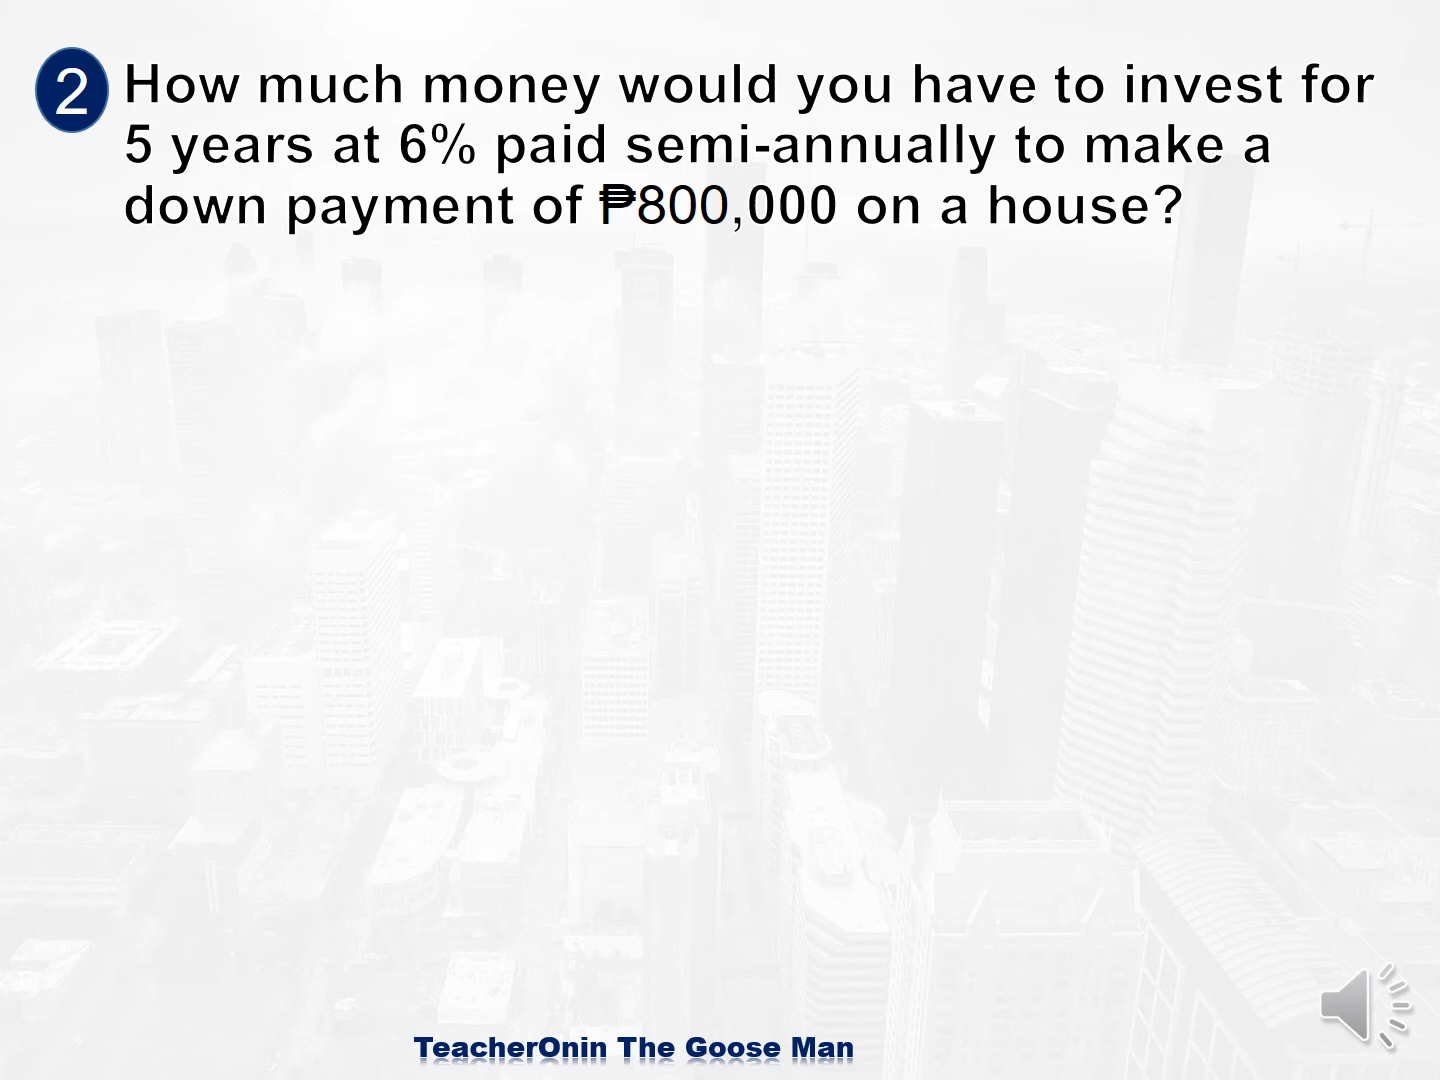 2 How much money would you have to invest for
5 years at 6% paid semi-annually to make a
down payment of ₱800,000 on a house?
TeacherOnin The Goose Man